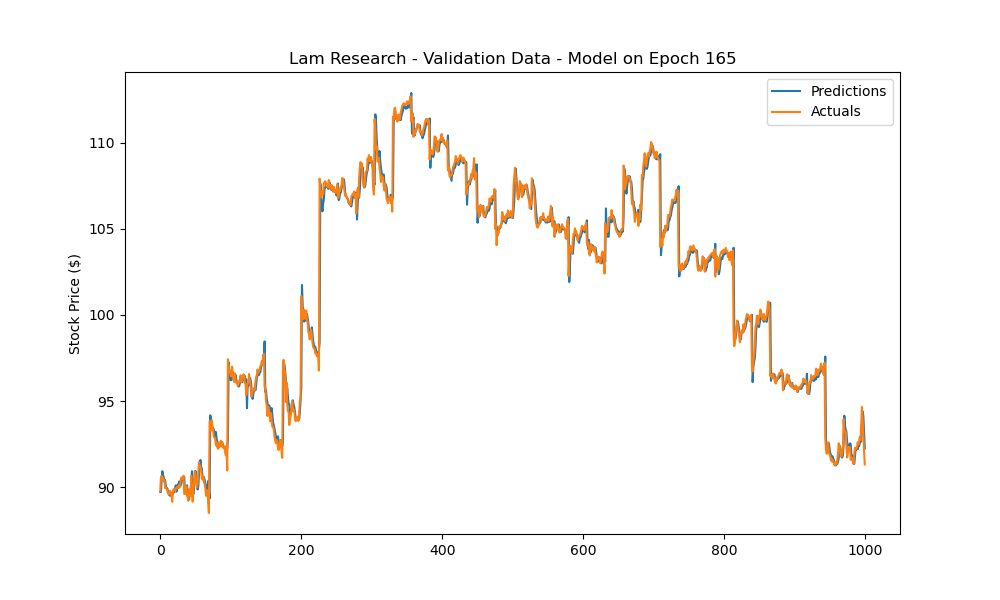 Lam Research - Validation Data - Model on Epoch 165
Predictions
Actuals
Stock Price ($)
110
105
100
95
90
0 200 400 600 800 1000